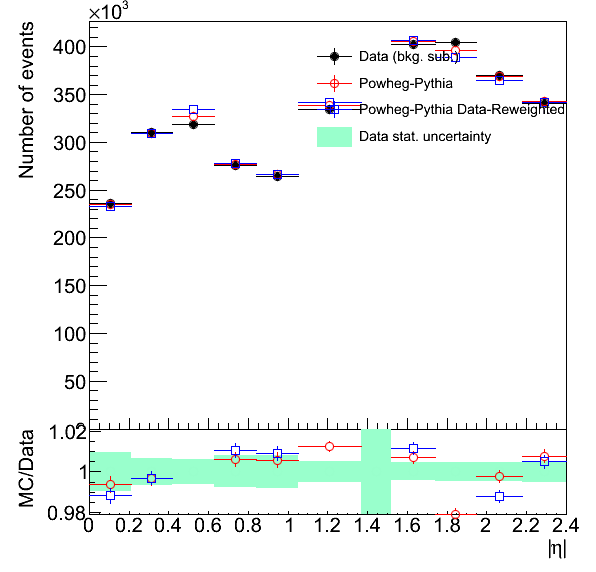 ×10³
Number of events
400
350
300
250
200
150
100
50
0
Data (bkg. sub.)
Powheg-Pythia
Powheg-Pythia Data-Reweighted
Data stat. uncertainty
MC/Data
1.02
1
0.98
0 0.2 0.4 0.6 0.8 1 1.2 1.4 1.6 1.8 2 2.2 2.4
|η|